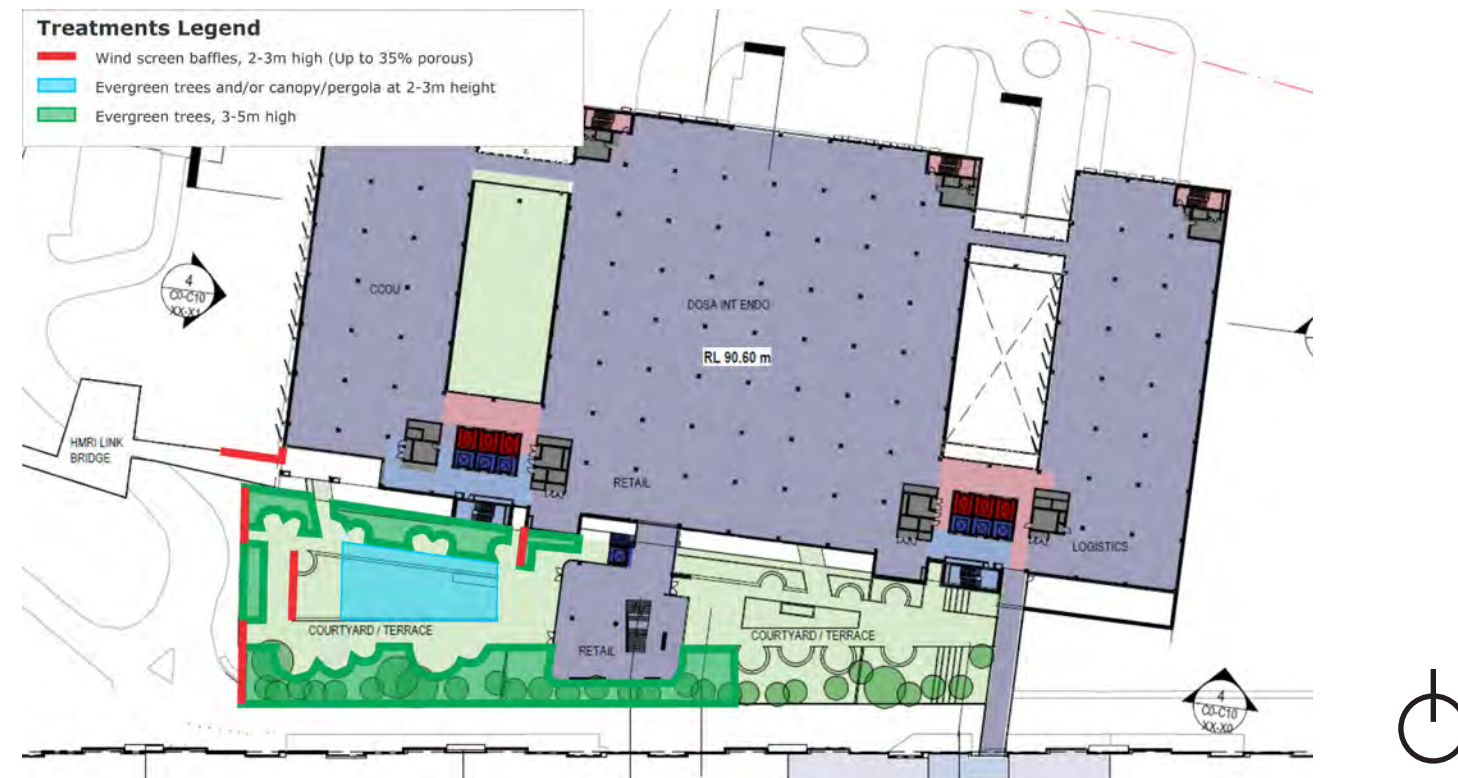 Treatments Legend
Wind screen baffles, 2-3m high (Up to 35% porous)
Evergreen trees and/or canopy/pergola at 2-3m height
Evergreen trees, 3-5m high
4
C0-C10
XX-X1
CCOU
DOSA INT ENDO
RL 90.60 m
HMRI LINK
BRIDGE
RETAIL
LOGISTICS
COURTYARD / TERRACE
COURTYARD / TERRACE
RETAIL
4
C0-C10
XX-X0